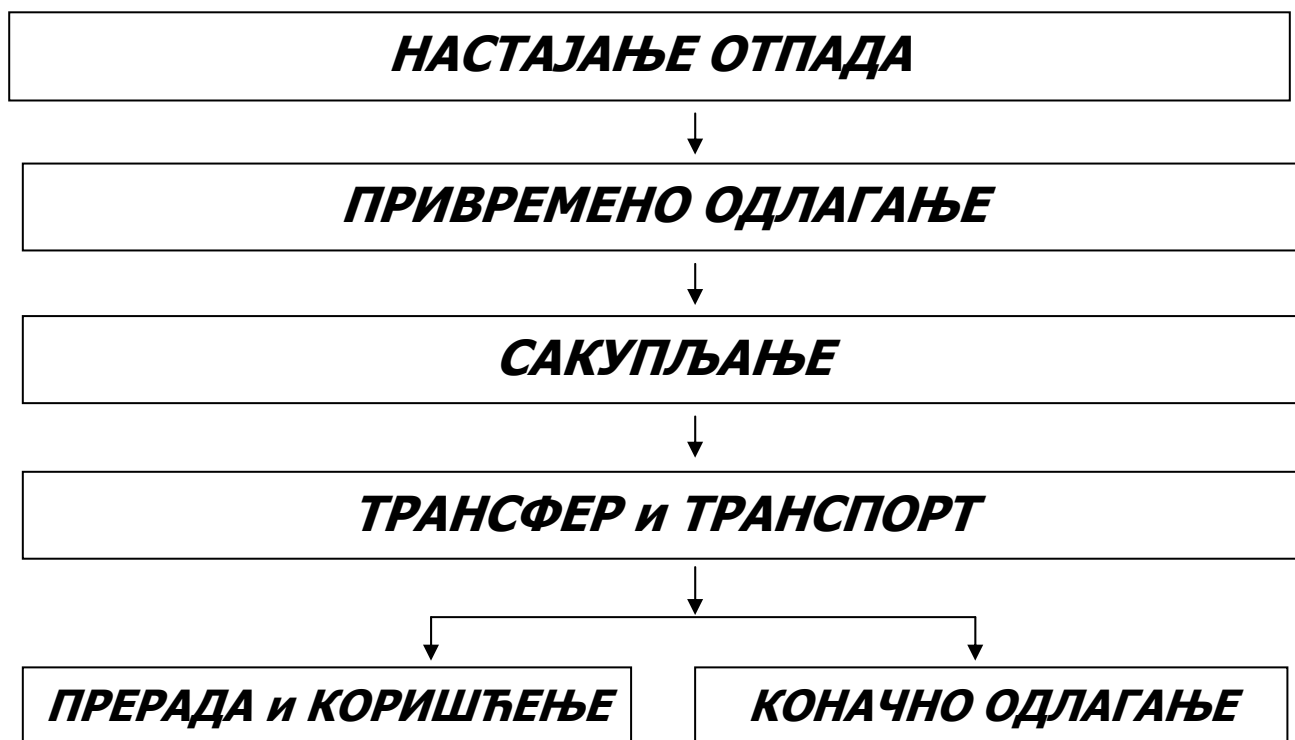 НАСТАЈАЊЕ ОТПАДА
ПРИВРЕМЕНО ОДЛАГАЊЕ
САКУПЉАЊЕ
ТРАНСФЕР и ТРАНСПОРТ
ПРЕРАДА и КОРИШЋЕЊЕ
КОНАЧНО ОДЛАГАЊЕ